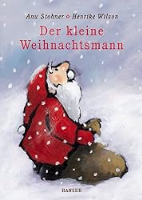 Anu Stohner ✶ Henrike Wilson
Der kleine
Weihnachtsmann
HANSER